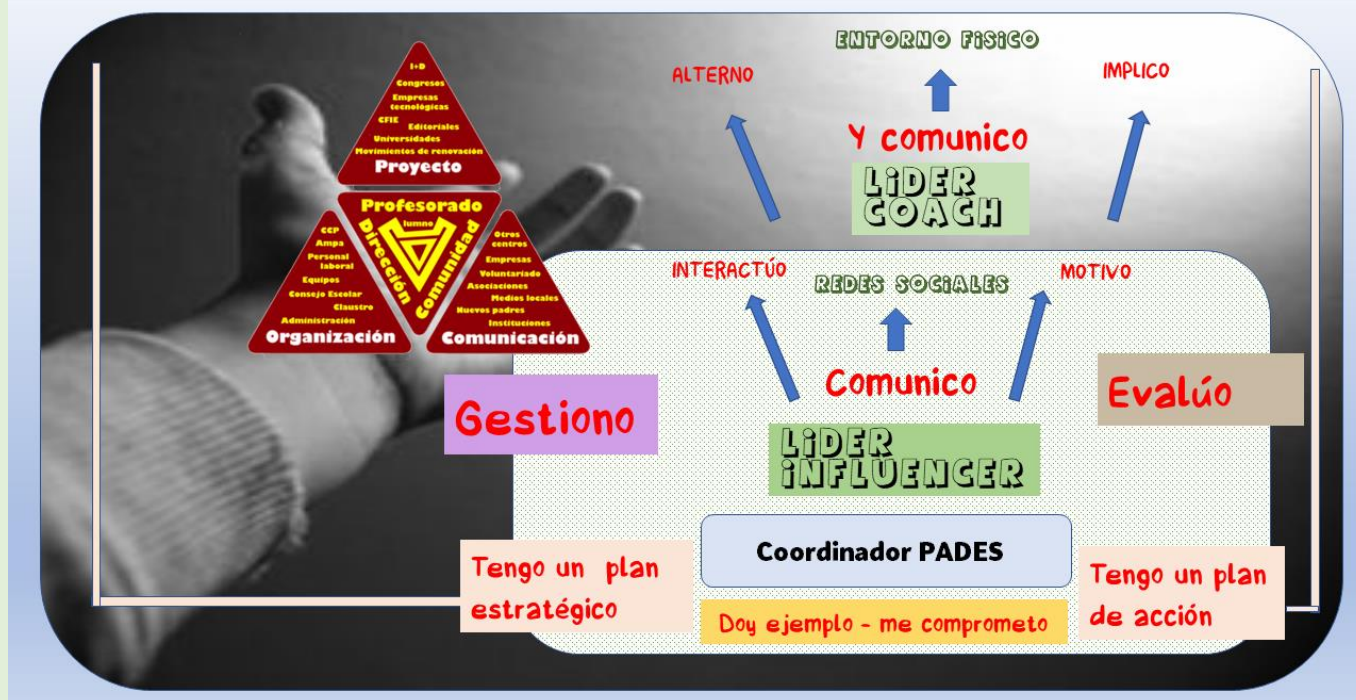 I+D
Congresos
Empresas
tecnológicas
CFIE
Editoriales
Universidades
Movimientos de renovación
Proyecto
Profesorado
lumno
Dirección
Comunidad
CCP
Ampa
Personal
laboral
Equipos
Consejo Escolar
Claustro
Administración
Organización
Otros
centros
Empresas
Voluntariado
Asociaciones
Medios locales
Nuevos padres
Instituciones
Comunicación
ENTORNO FíSICO
ALTERNO
IMPLICO
Y comunico
LíDER
COACH
INTERACTÚO
REDES SOCIALES
MOTIVO
Comunico
Gestiono
Evalúo
LíDER
iNFLUENCER
Coordinador PADES
Tengo un plan
estratégico
Tengo un plan
de acción
Doy ejemplo - me comprometo